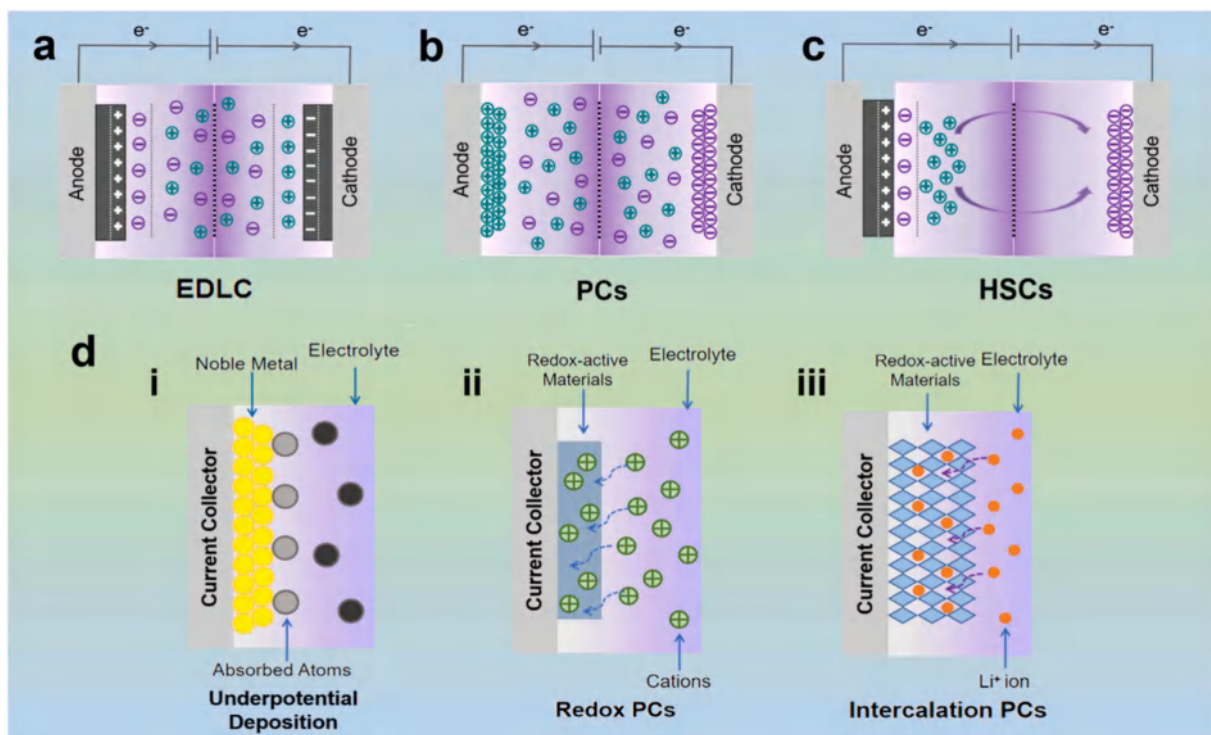 a
e-
e-
Anode
Cathode
EDLC
b
e-
e-
Anode
Cathode
PCs
c
e-
e-
Anode
Cathode
HSCs
d
i
Noble Metal
Electrolyte
Current Collector
Absorbed Atoms
Underpotential
Deposition
ii
Redox-active
Materials
Electrolyte
Current Collector
Cations
Redox PCs
iii
Redox-active
Materials
Electrolyte
Current Collector
Li+ ion
Intercalation PCs